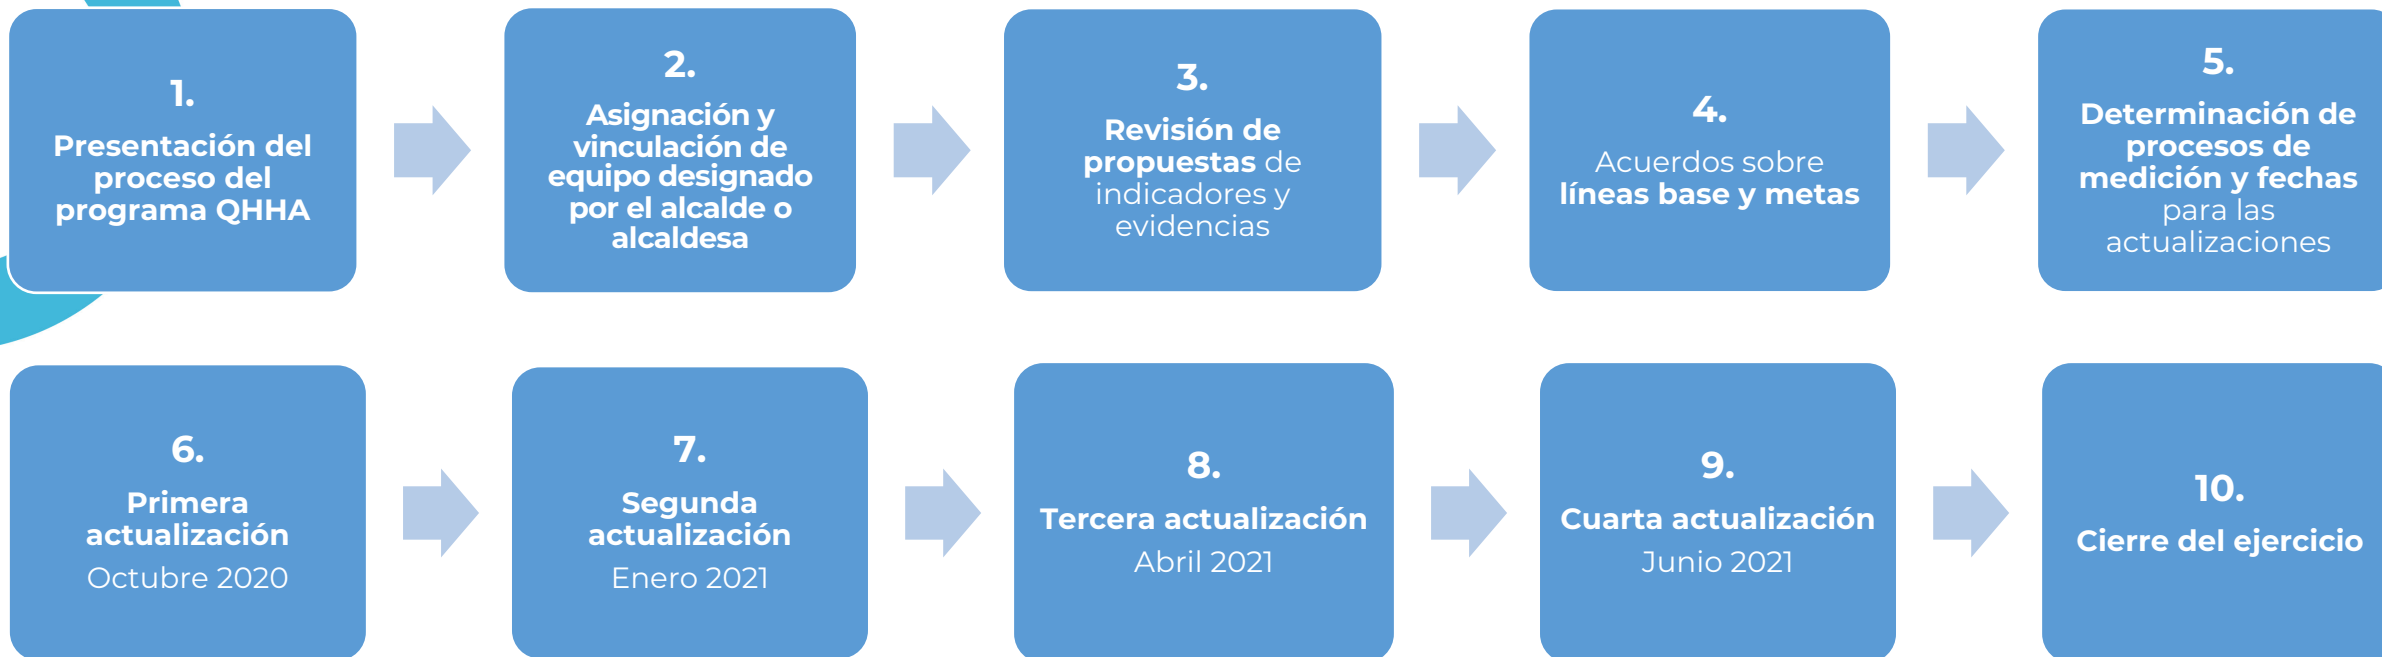 1.
Presentación del
proceso del
programa QHHA
2.
Asignación y
vinculación de
equipo designado
por el alcalde o
alcaldesa
3.
Revisión de
propuestas de
indicadores y
evidencias
4.
Acuerdos sobre
líneas base y metas
5.
Determinación de
procesos de
medición y fechas
para las
actualizaciones
6.
Primera
actualización
Octubre 2020
7.
Segunda
actualización
Enero 2021
8.
Tercera actualización
Abril 2021
9.
Cuarta actualización
Junio 2021
10.
Cierre del ejercicio